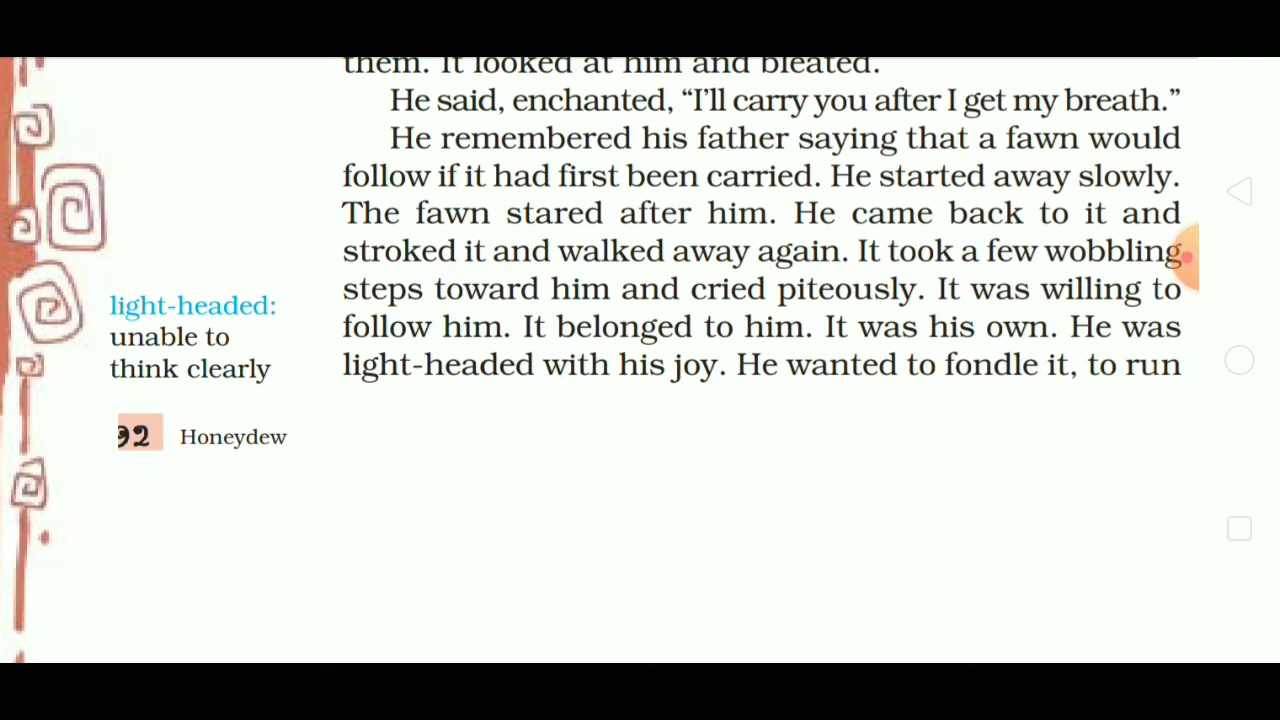 them. It looked at him and bleated.
He said, enchanted, “I’ll carry you after I get my breath.”
He remembered his father saying that a fawn would
follow if it had first been carried. He started away slowly.
The fawn stared after him. He came back to it and
stroked it and walked away again. It took a few wobbling
steps toward him and cried piteously. It was willing to
follow him. It belonged to him. It was his own. He was
light-headed with his joy. He wanted to fondle it, to run
light-headed:
unable to
think clearly
92 Honeydew